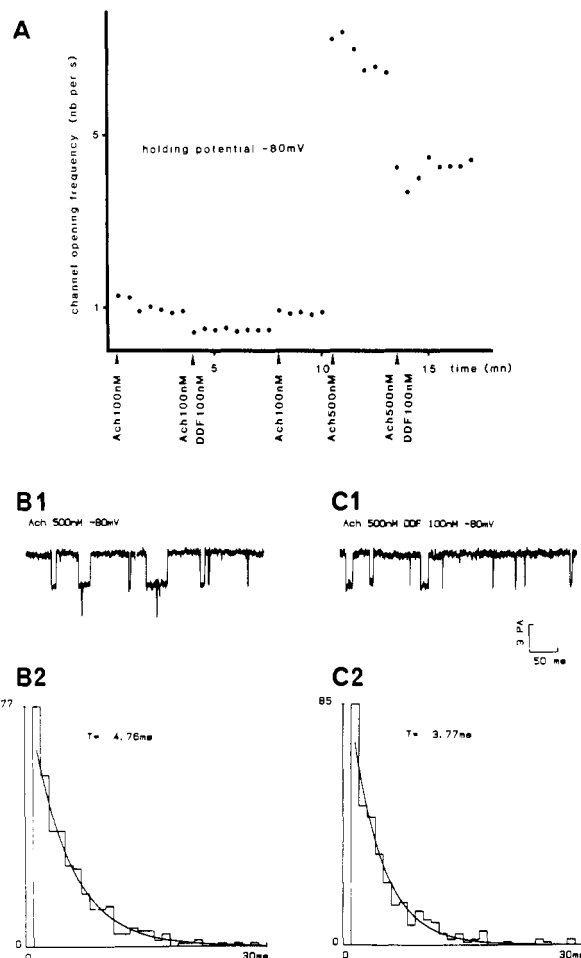 A
channel opening frequency (nb per s)
5
1
holding potential -80mV
5
10
15
time (mn)
Ach100nM
Ach100nM
DDF100nM
Ach100nM
Ach500nM
Ach500nM
DDF100nM
B1
Ach 500nM -80mV
C1
Ach 500nM DDF 100nM -80mV
3 PA
50 ms
B2
77
T= 4.76ms
0
0
30ms
C2
85
T= 3.77ms
0
0
30ms